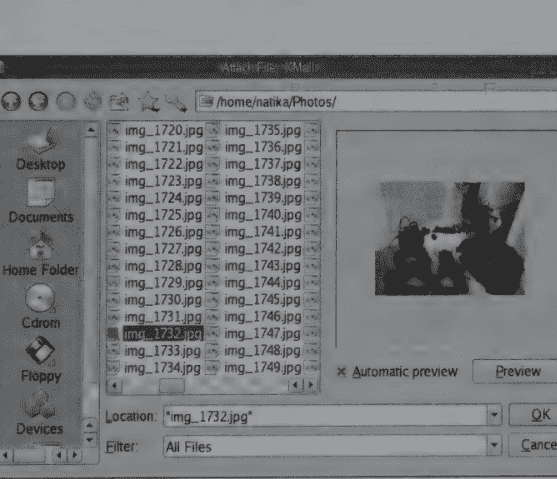 Attach File - KMail
/home/natika/Photos/
Desktop
Documents
Home Folder
Cdrom
Floppy
Devices
img_1720.jpg
img_1721.jpg
img_1722.jpg
img_1723.jpg
img_1724.jpg
img_1725.jpg
img_1726.jpg
img_1727.jpg
img_1728.jpg
img_1729.jpg
img_1730.jpg
img_1731.jpg
img_1732.jpg
img_1733.jpg
img_1734.jpg
img_1735.jpg
img_1736.jpg
img_1737.jpg
img_1738.jpg
img_1739.jpg
img_1740.jpg
img_1741.jpg
img_1742.jpg
img_1743.jpg
img_1744.jpg
img_1745.jpg
img_1746.jpg
img_1747.jpg
img_1748.jpg
img_1749.jpg
Automatic preview
Preview
Location: "img_1732.jpg"
OK
Filter: All Files
Cance